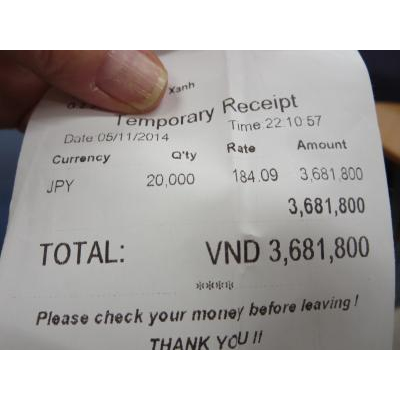 Xanh
Temporary Receipt
Date 05/11/2014 Time 22:10:57
Currency Q'ty Rate Amount
JPY 20,000 184.09 3,681,800
3,681,800
TOTAL: VND 3,681,800
****
Please check your money before leaving !
THANK YOU !!